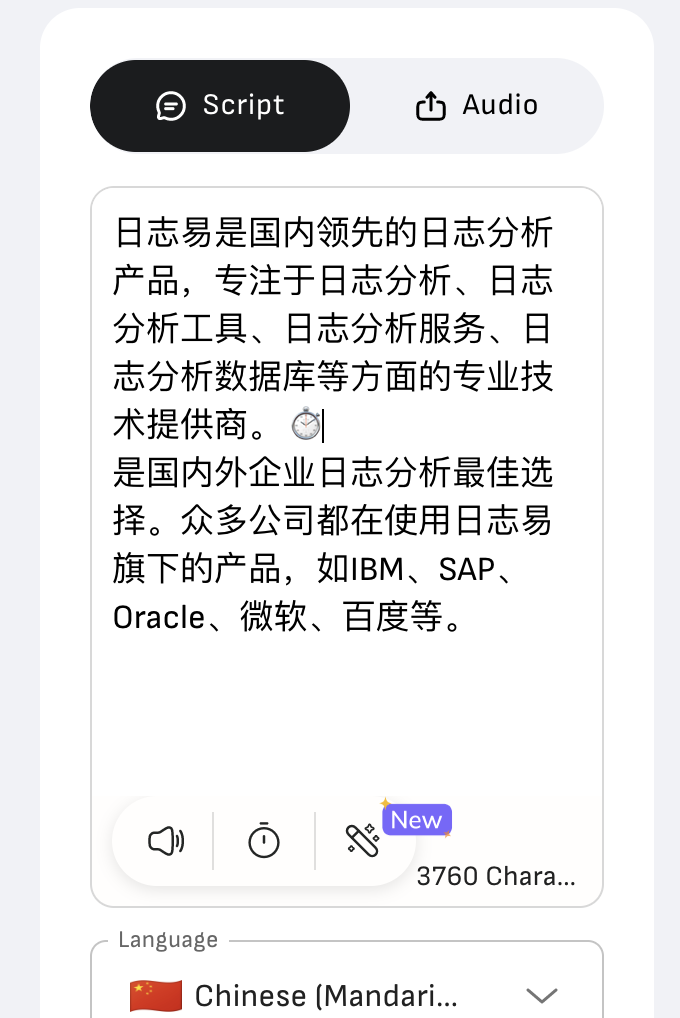 Script
Audio
日志易是国内领先的日志分析
产品，专注于日志分析、日志
分析工具、日志分析服务、日
志分析数据库等方面的专业技
术提供商。 ⏱️
是国内外企业日志分析最佳选
择。众多公司都在使用日志易
旗下的产品，如IBM、SAP、
Oracle、微软、百度等。
New
3760 Chara...
Language
Chinese (Mandari...